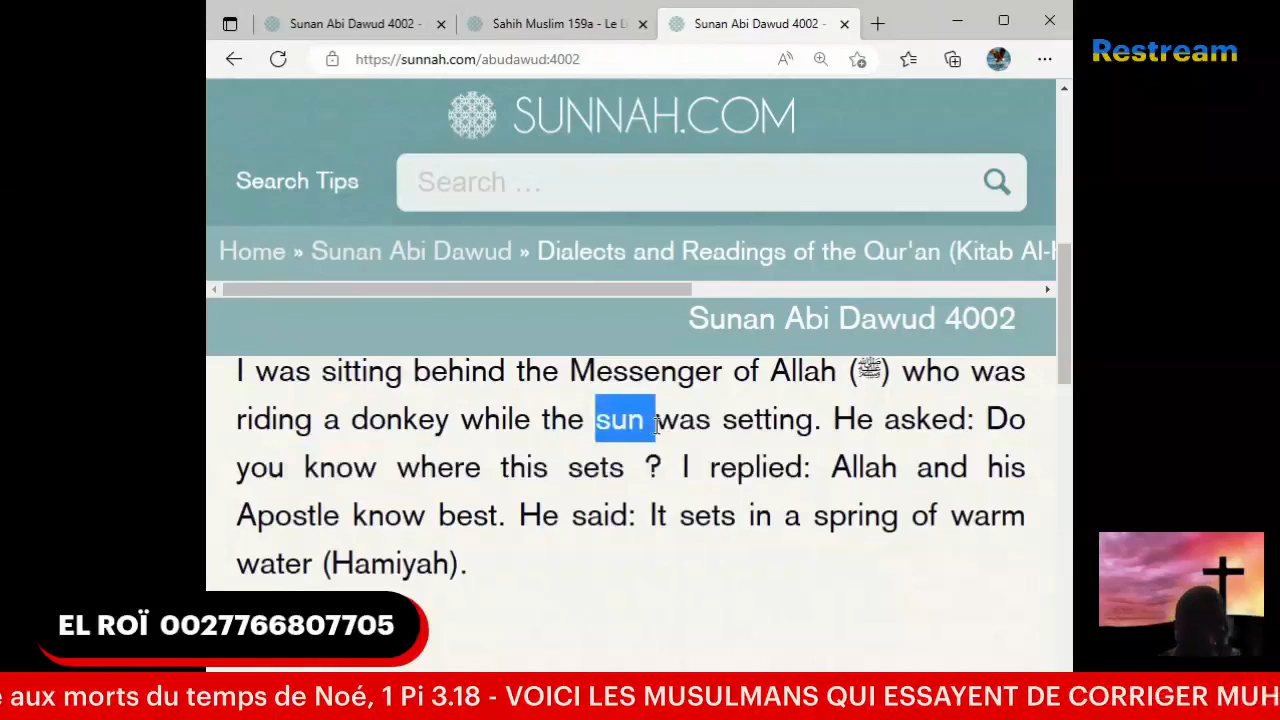 Sunan Abi Dawud 4002 -
Sahih Muslim 159a - Le L
Sunan Abi Dawud 4002 -
https://sunnah.com/abudawud:4002
Restream
SUNNAH.COM
Search Tips
Search ...
Home » Sunan Abi Dawud » Dialects and Readings of the Qur'an (Kitab Al-H
Sunan Abi Dawud 4002
I was sitting behind the Messenger of Allah (ﷺ) who was
riding a donkey while the sun was setting. He asked: Do
you know where this sets ? I replied: Allah and his
Apostle know best. He said: It sets in a spring of warm
water (Hamiyah).
EL ROÏ 0027766807705
e aux morts du temps de Noé, 1 Pi 3.18 - VOICI LES MUSULMANS QUI ESSAYENT DE CORRIGER MUH